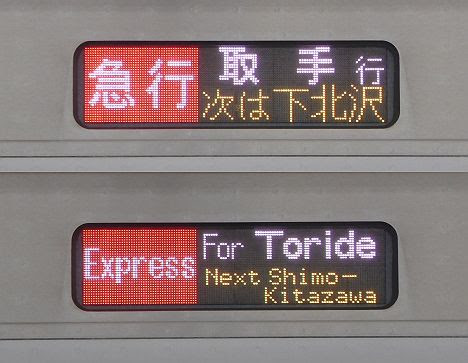 急行 取手行
次は下北沢
Express For Toride
Next Shimo-
Kitazawa